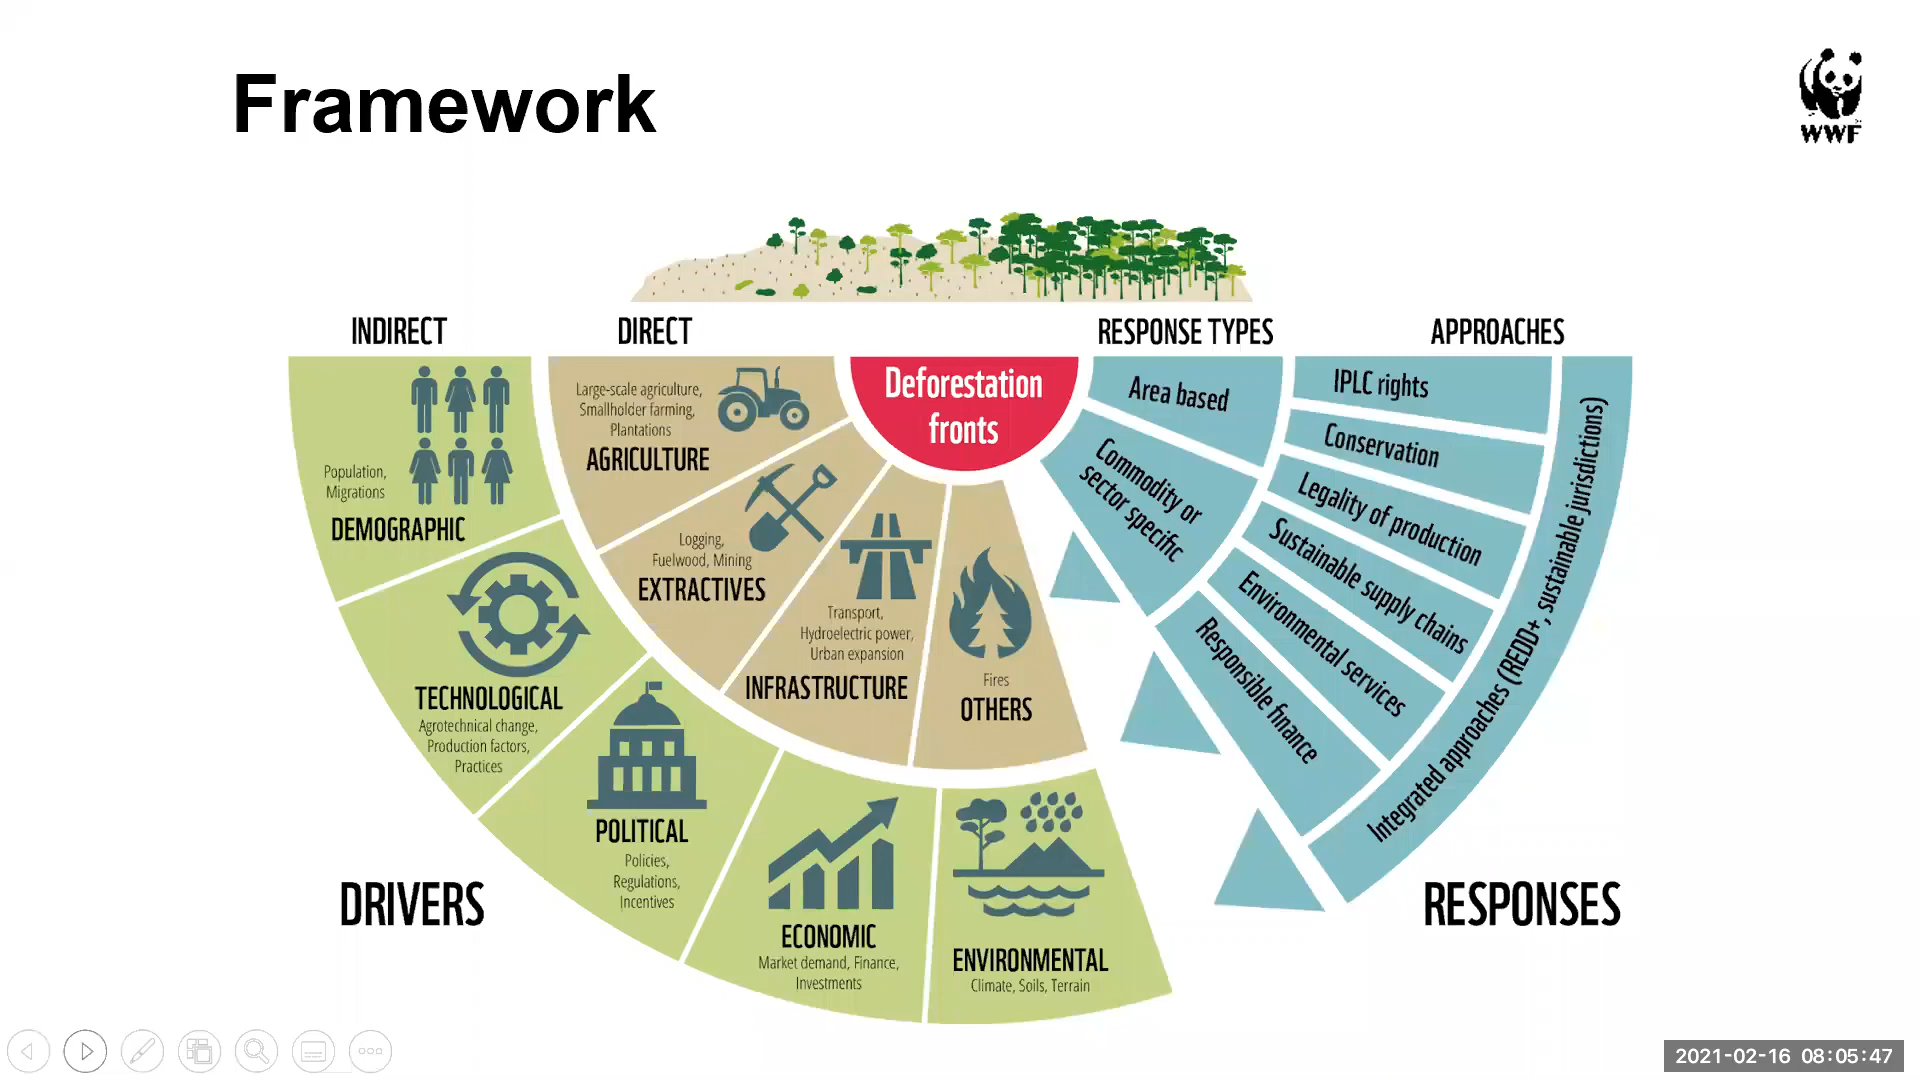 Framework
WWF
INDIRECT
DIRECT
RESPONSE TYPES
APPROACHES
Population,
Migrations
DEMOGRAPHIC
TECHNOLOGICAL
Agrotechnical change,
Production factors,
Practices
POLITICAL
Policies,
Regulations,
Incentives
ECONOMIC
Market demand, Finance,
Investments
ENVIRONMENTAL
Climate, Soils, Terrain
Large-scale agriculture,
Smallholder farming,
Plantations
AGRICULTURE
Logging,
Fuelwood, Mining
EXTRACTIVES
Transport,
Hydroelectric power,
Urban expansion
INFRASTRUCTURE
Fires
OTHERS
Deforestation
fronts
Area based
Commodity or
sector specific
IPLC rights
Conservation
Legality of production
Sustainable supply chains
Environmental services
Responsible finance
Integrated approaches (REDD+, sustainable jurisdictions)
DRIVERS
RESPONSES
2021-02-16 08:05:47